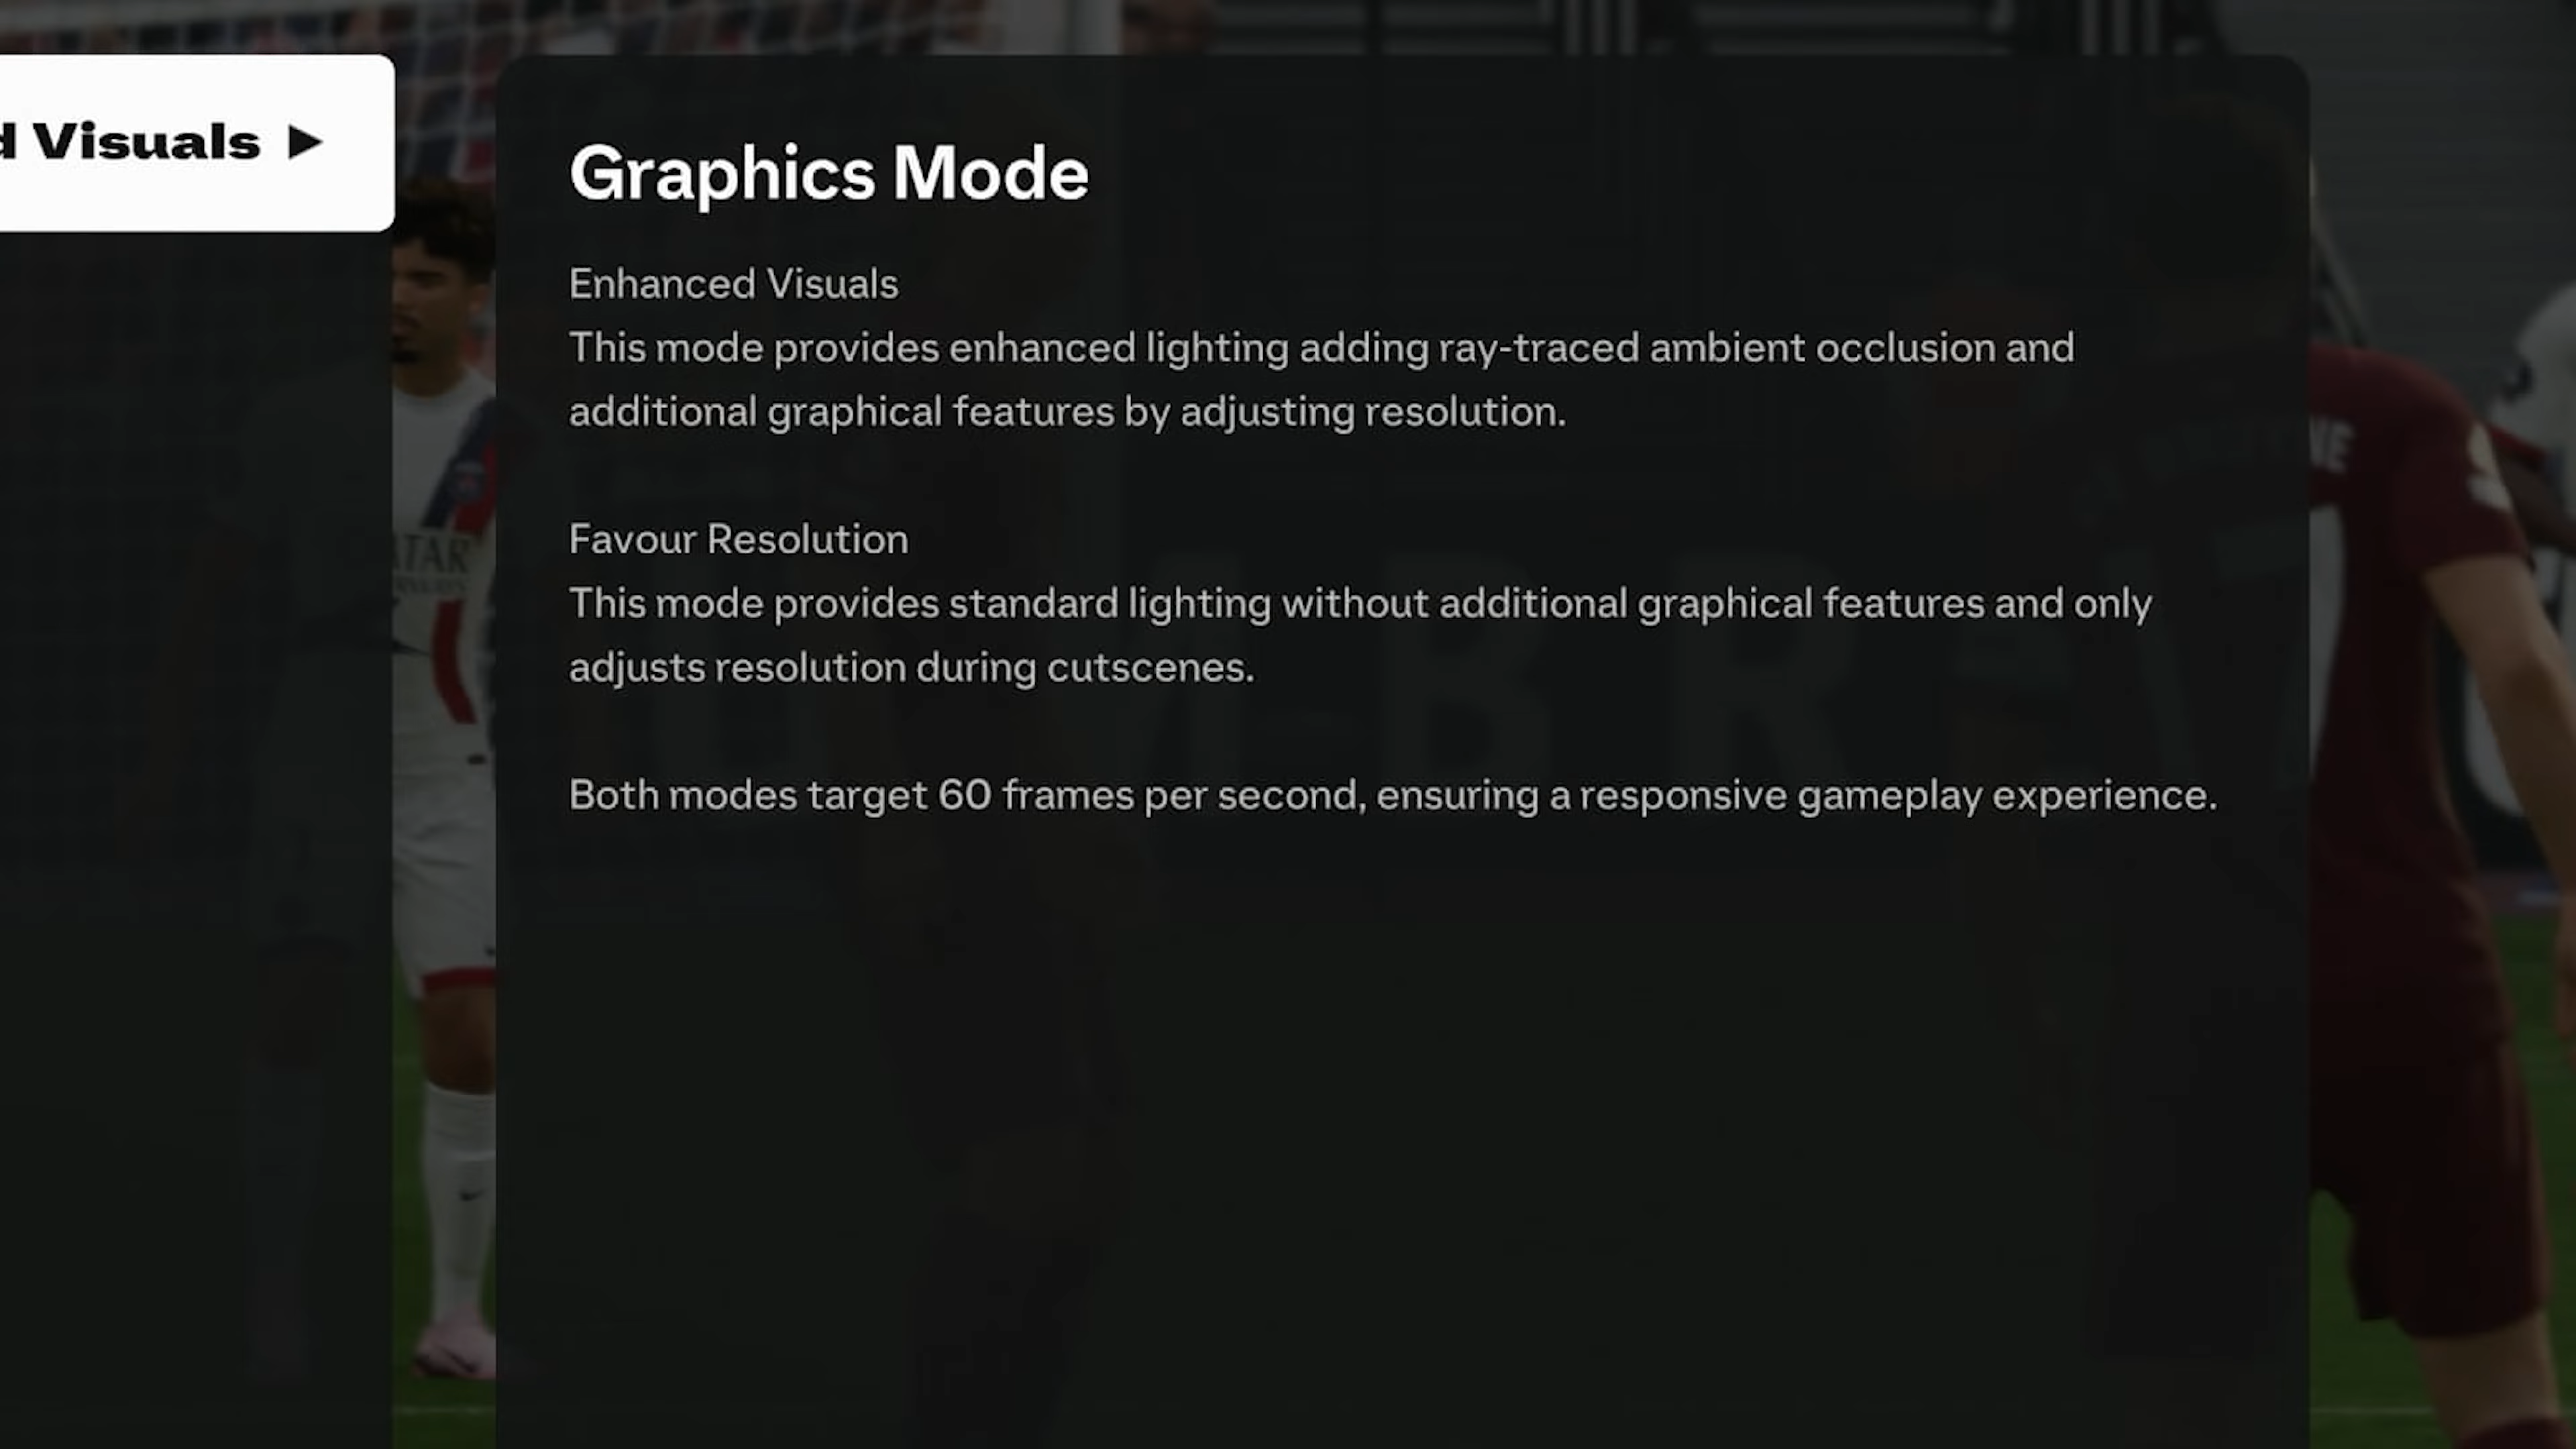 d Visuals ▶
Graphics Mode
Enhanced Visuals
This mode provides enhanced lighting adding ray-traced ambient occlusion and
additional graphical features by adjusting resolution.
Favour Resolution
This mode provides standard lighting without additional graphical features and only
adjusts resolution during cutscenes.
Both modes target 60 frames per second, ensuring a responsive gameplay experience.